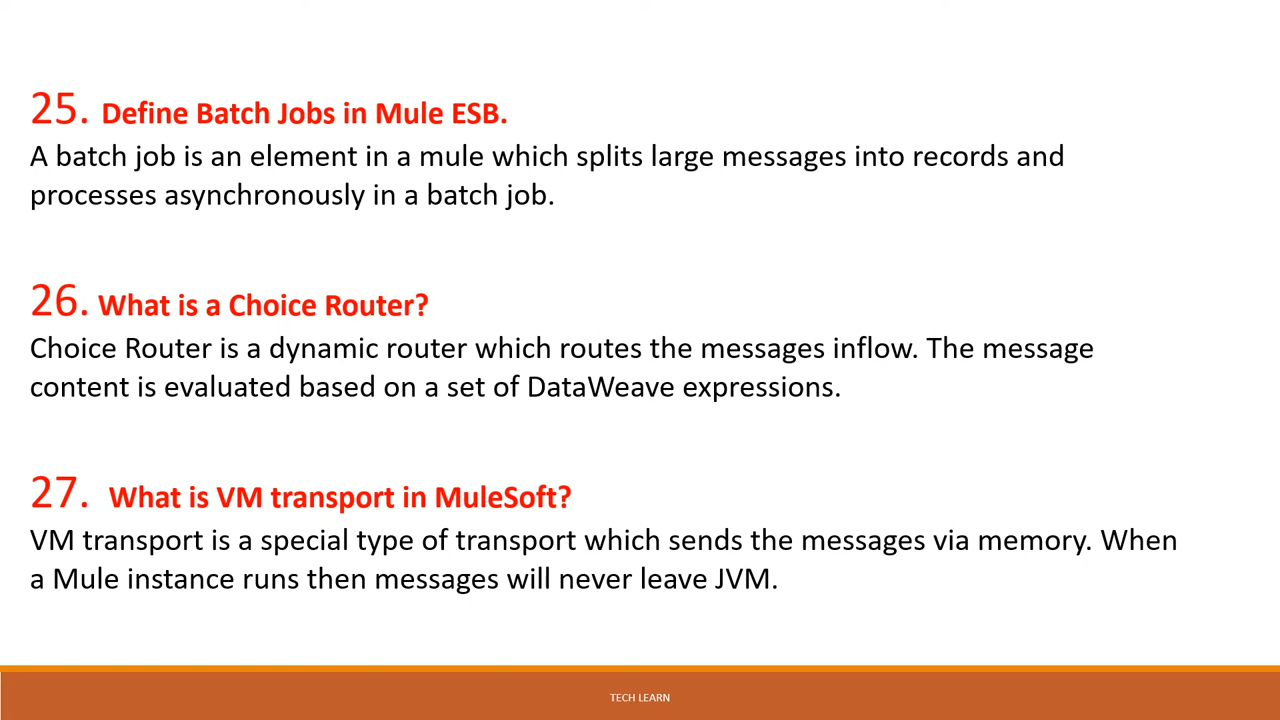 25. Define Batch Jobs in Mule ESB.
A batch job is an element in a mule which splits large messages into records and
processes asynchronously in a batch job.
26. What is a Choice Router?
Choice Router is a dynamic router which routes the messages inflow. The message
content is evaluated based on a set of DataWeave expressions.
27. What is VM transport in MuleSoft?
VM transport is a special type of transport which sends the messages via memory. When
a Mule instance runs then messages will never leave JVM.
TECH LEARN